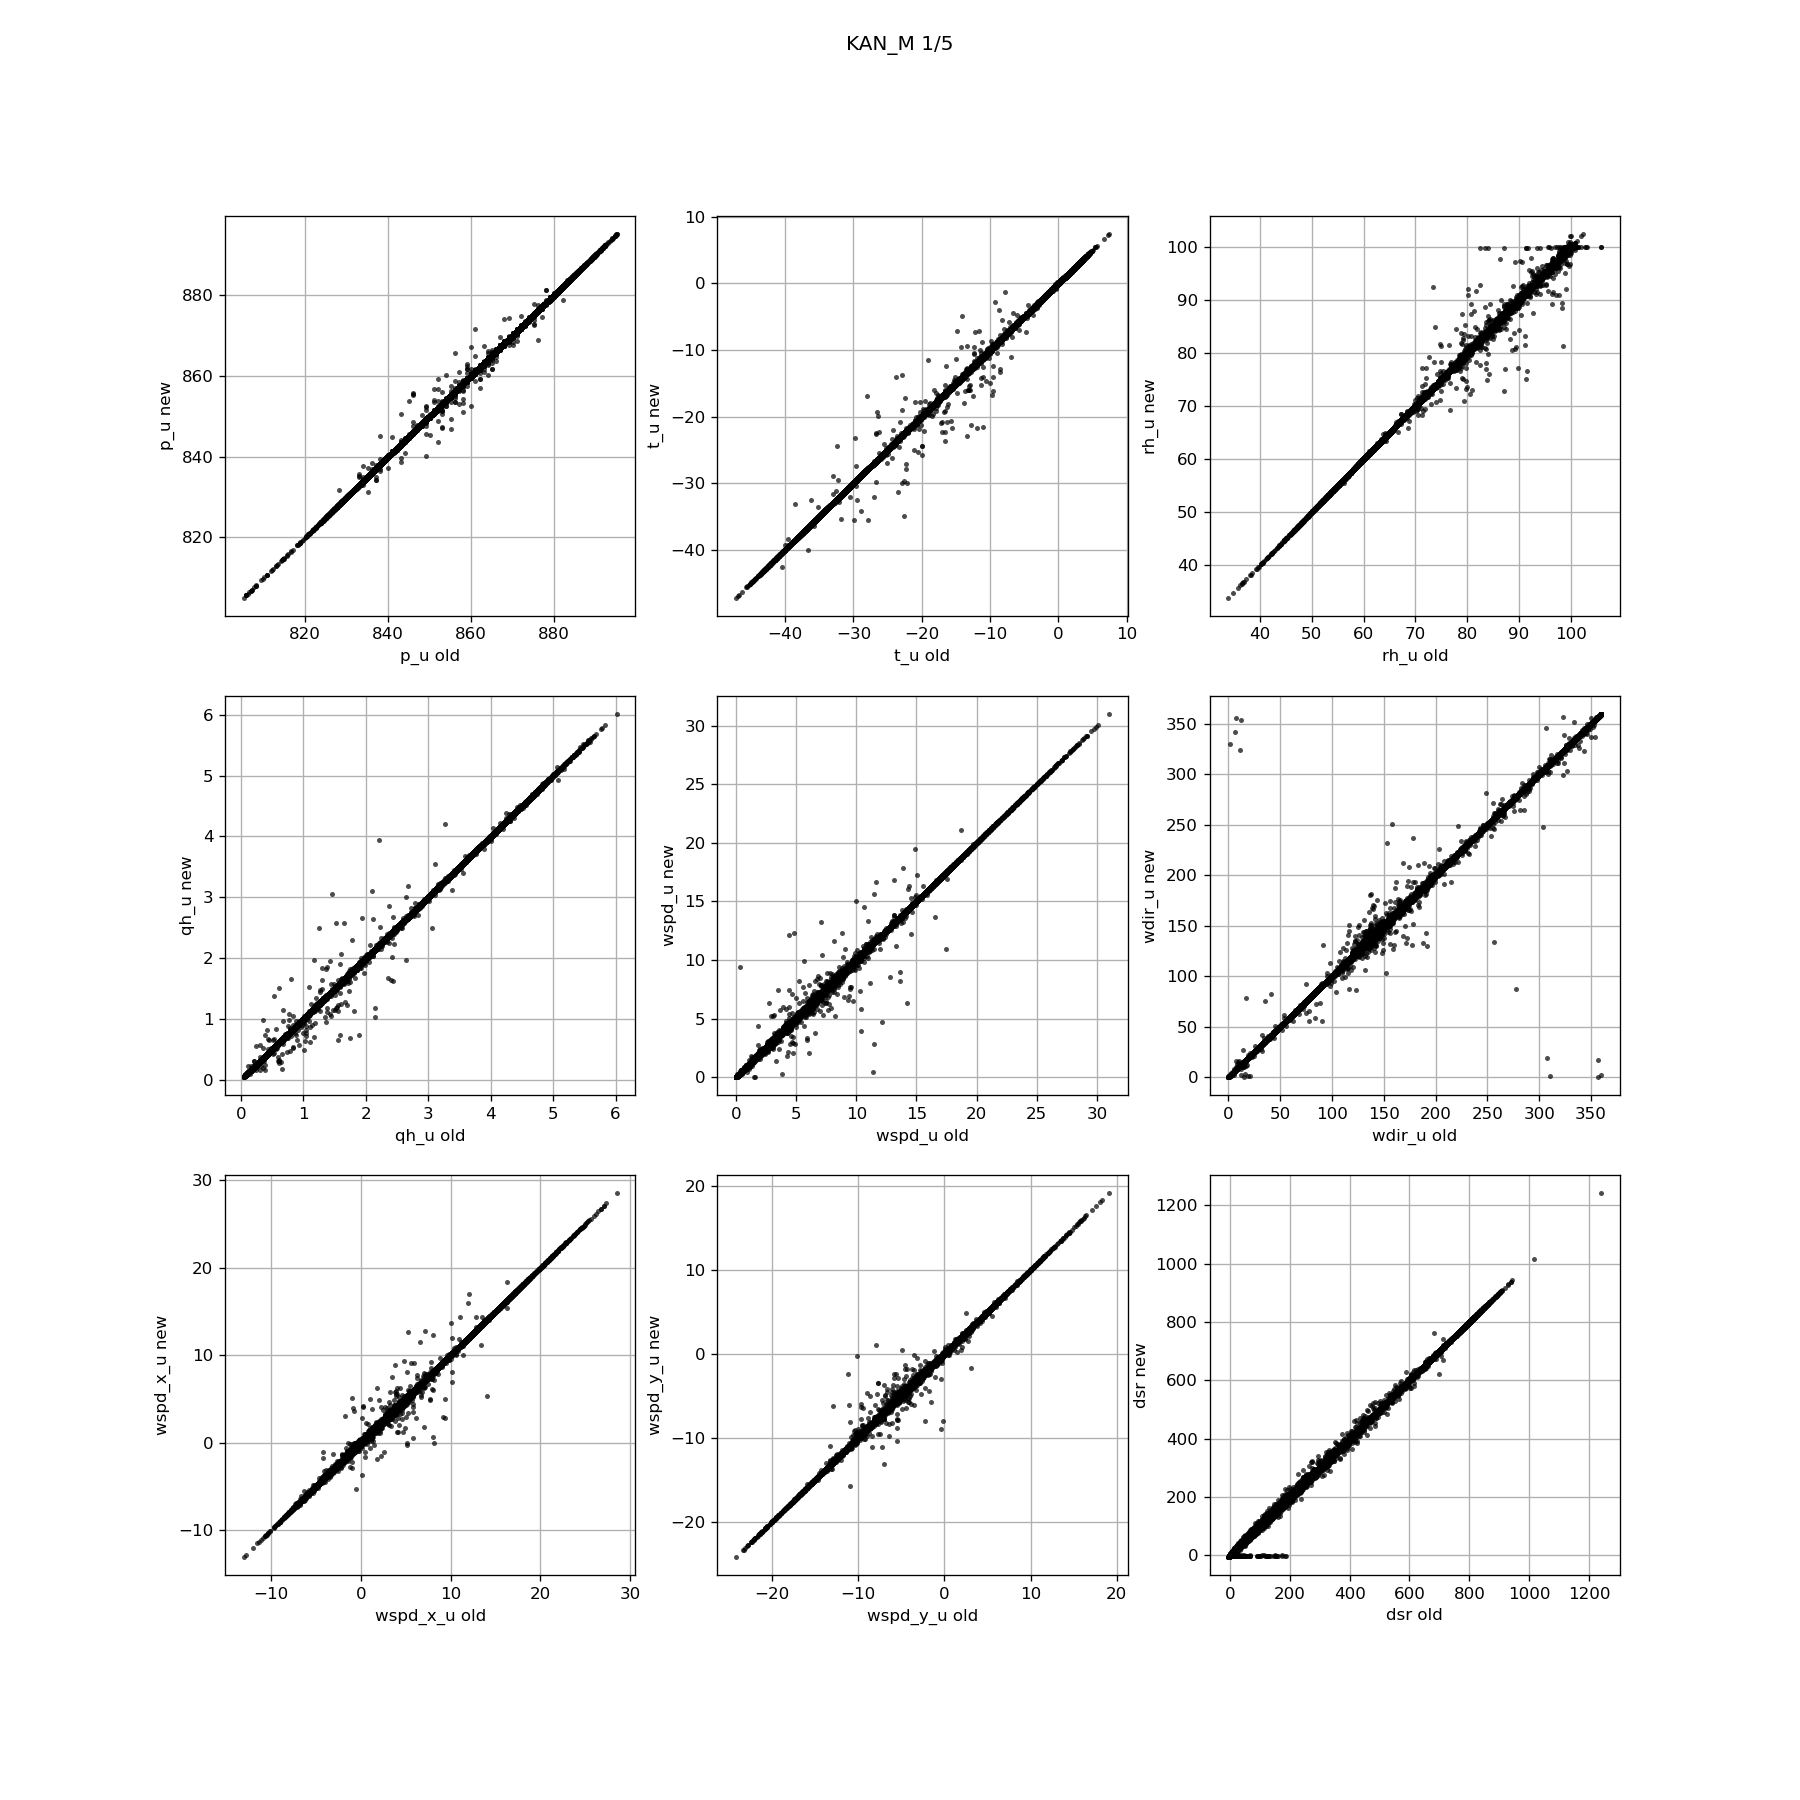 KAN_M 1/5
880
860
840
820
p_u new
820 840 860 880
p_u old
10
0
−10
−20
−30
−40
t_u new
−40 −30 −20 −10 0 10
t_u old
100
90
80
70
60
50
40
rh_u new
40 50 60 70 80 90 100
rh_u old
6
5
4
3
2
1
0
qh_u new
0 1 2 3 4 5 6
qh_u old
30
25
20
15
10
5
0
wspd_u new
0 5 10 15 20 25 30
wspd_u old
350
300
250
200
150
100
50
0
wdir_u new
0 50 100 150 200 250 300 350
wdir_u old
30
20
10
0
−10
wspd_x_u new
−10 0 10 20 30
wspd_x_u old
20
10
0
−10
−20
wspd_y_u new
−20 −10 0 10 20
wspd_y_u old
1200
1000
800
600
400
200
0
dsr new
0 200 400 600 800 1000 1200
dsr old